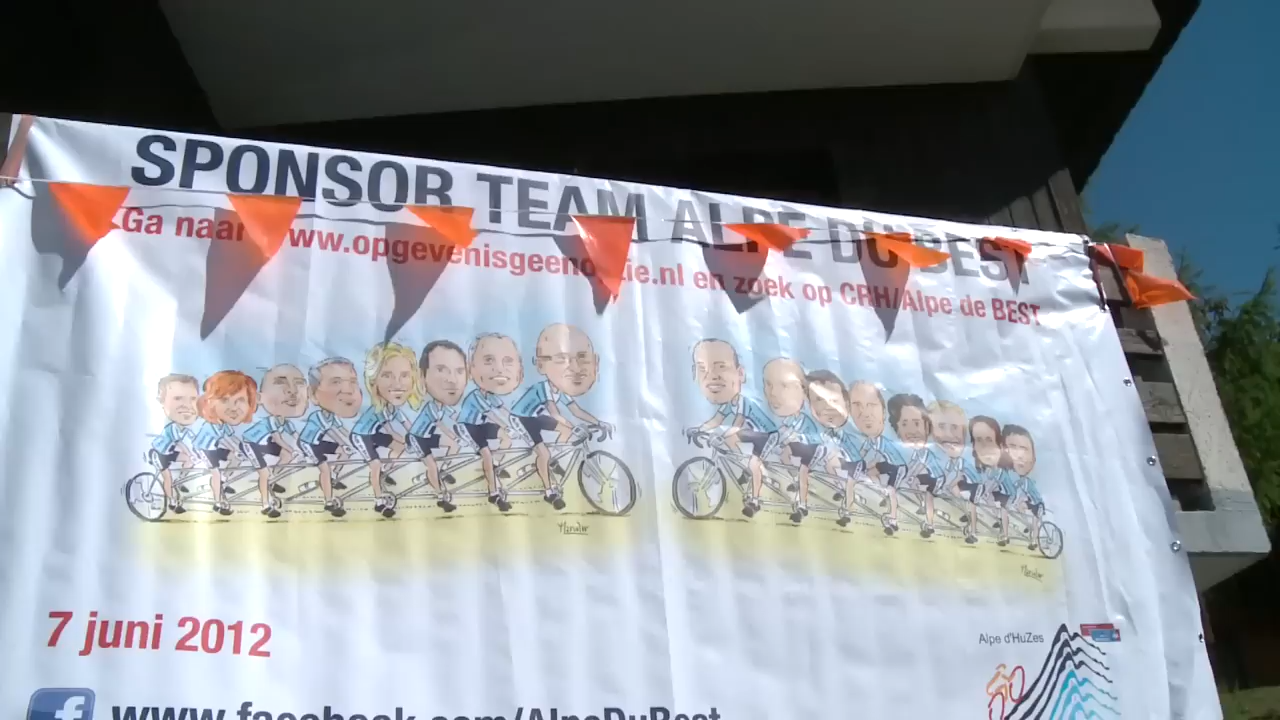 SPONSOR TEAM ALPE DU BEST
Ga naar www.opgevenisgeenoptie.nl en zoek op CRH/Alpe de BEST
7 juni 2012
Alpe d'HuZes
www.facebook.com/AlpeDuBest